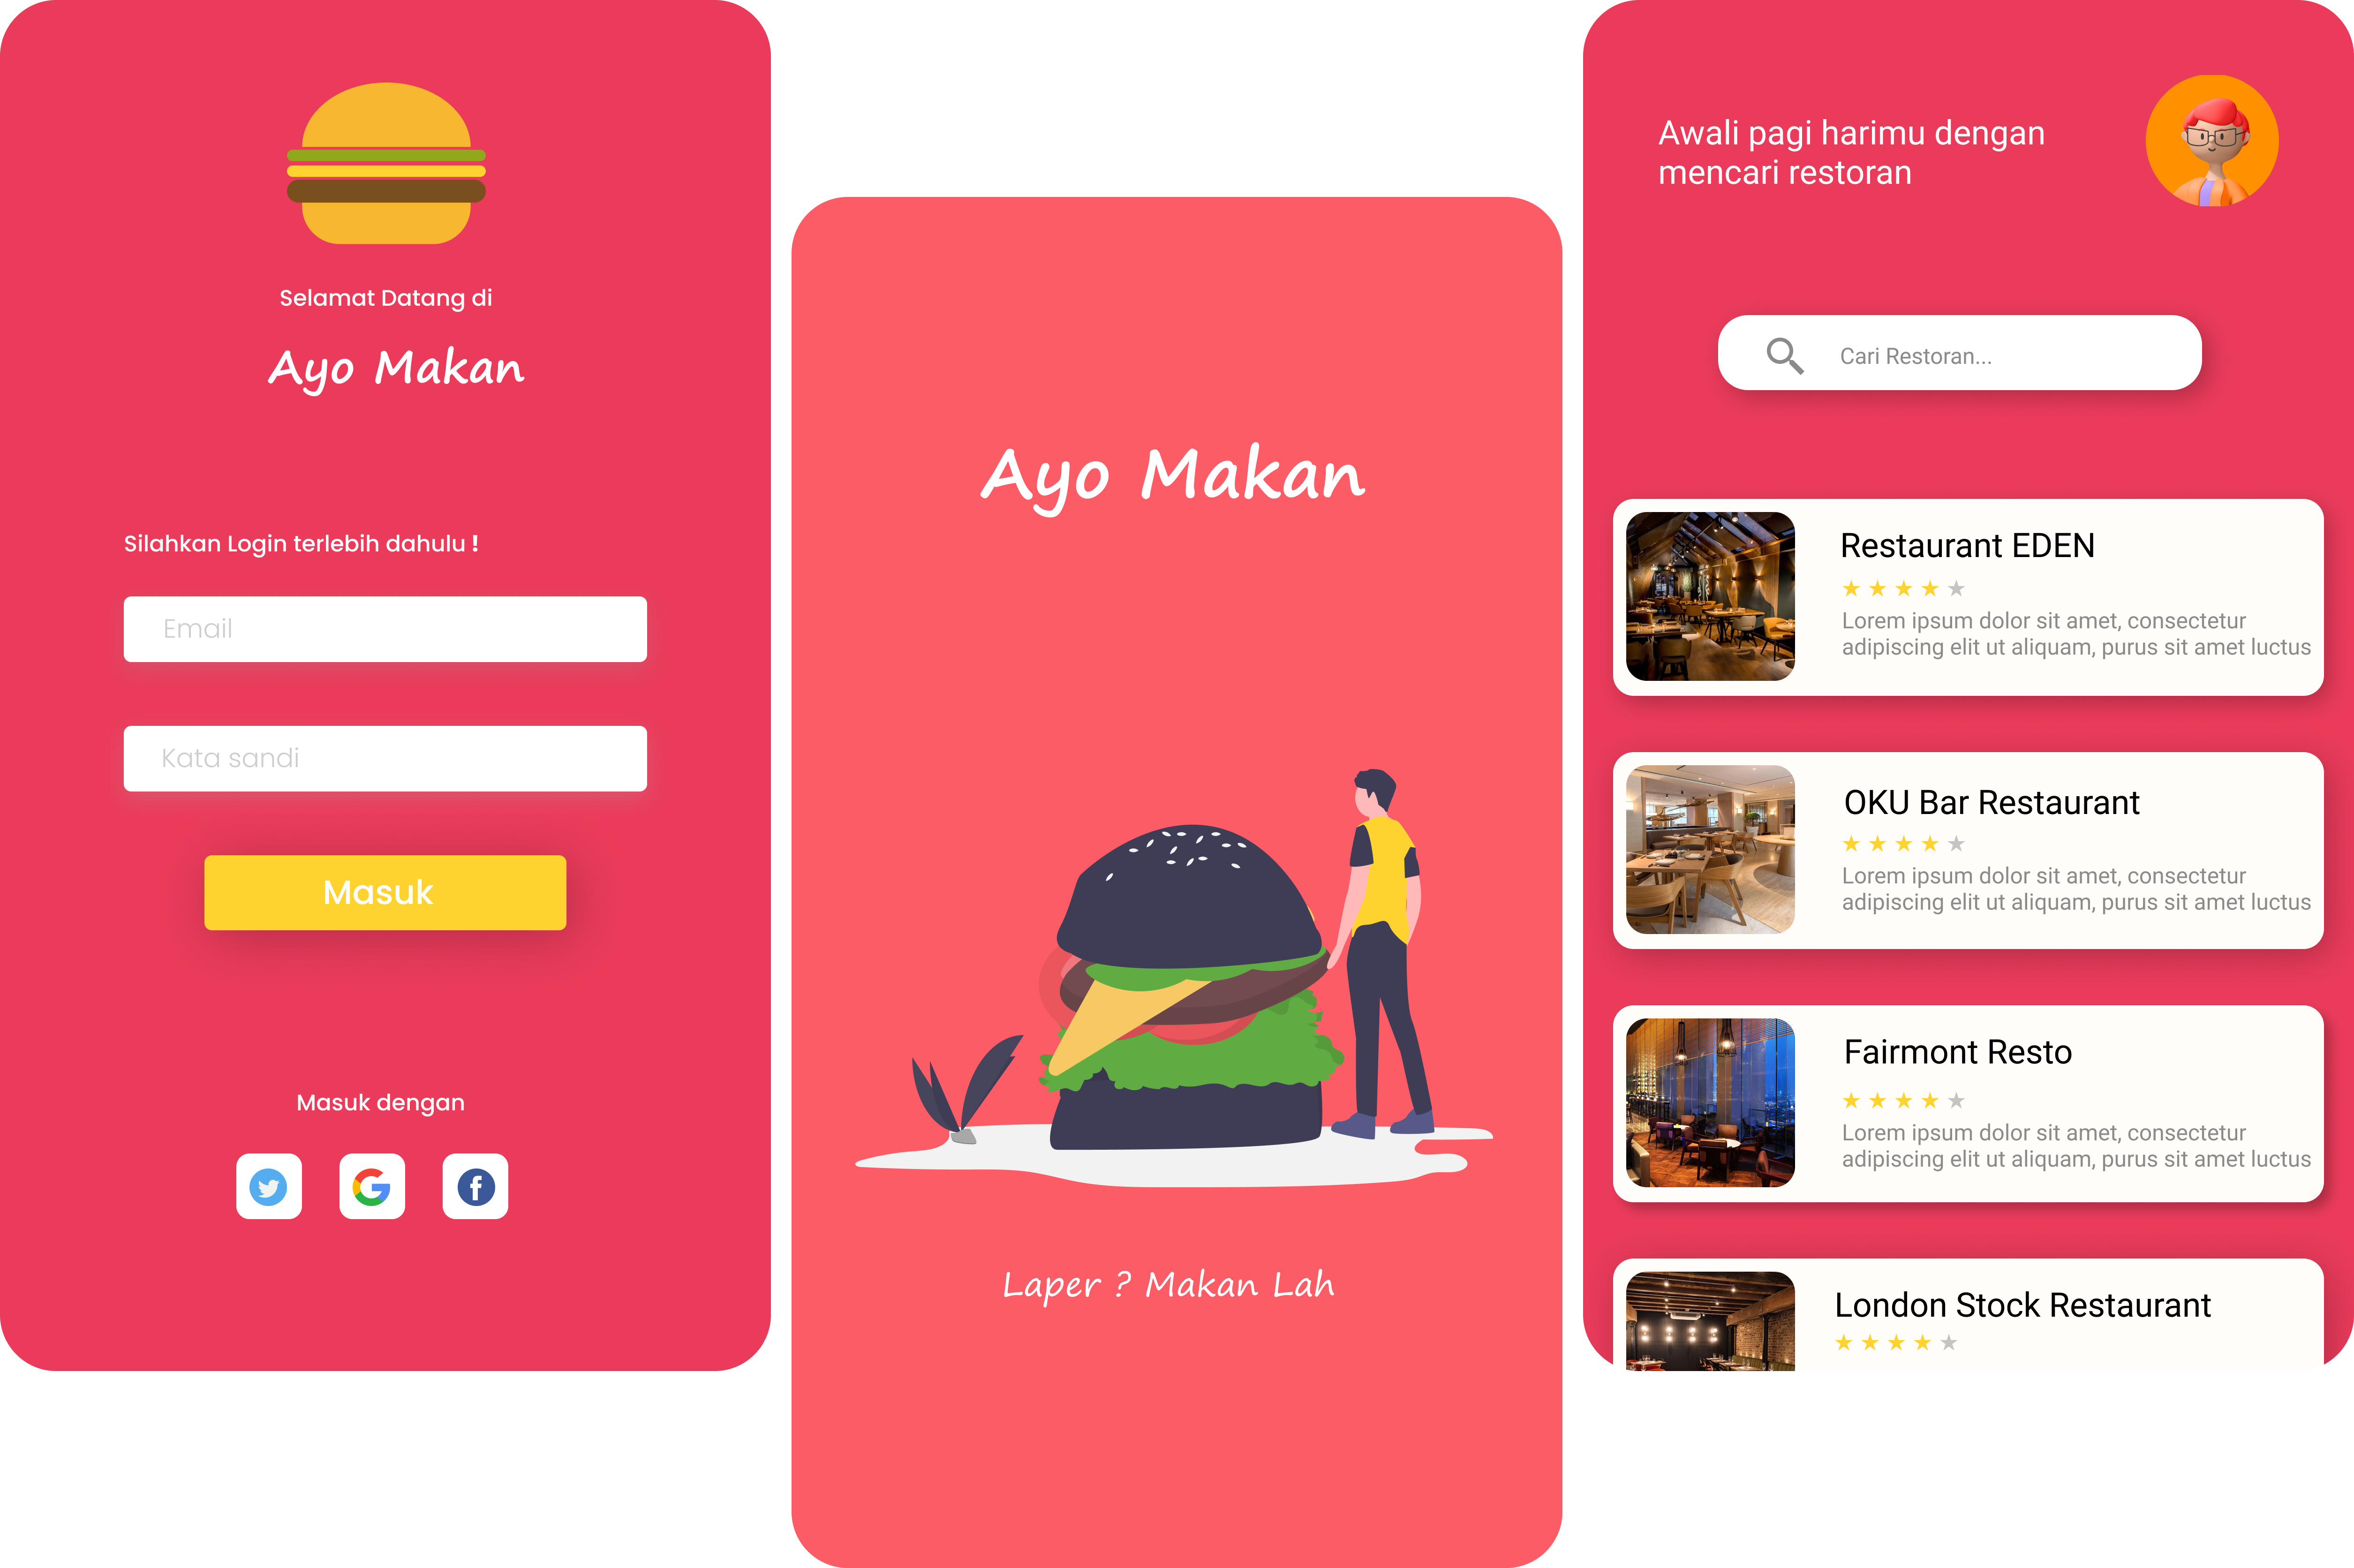 Selamat Datang di
Ayo Makan
Silahkan Login terlebih dahulu !
Email
Kata sandi
Masuk
Masuk dengan
Ayo Makan
Laper ? Makan Lah
Awali pagi harimu dengan
mencari restoran
Cari Restoran...
Restaurant EDEN
Lorem ipsum dolor sit amet, consectetur
adipiscing elit ut aliquam, purus sit amet luctus
OKU Bar Restaurant
Lorem ipsum dolor sit amet, consectetur
adipiscing elit ut aliquam, purus sit amet luctus
Fairmont Resto
Lorem ipsum dolor sit amet, consectetur
adipiscing elit ut aliquam, purus sit amet luctus
London Stock Restaurant